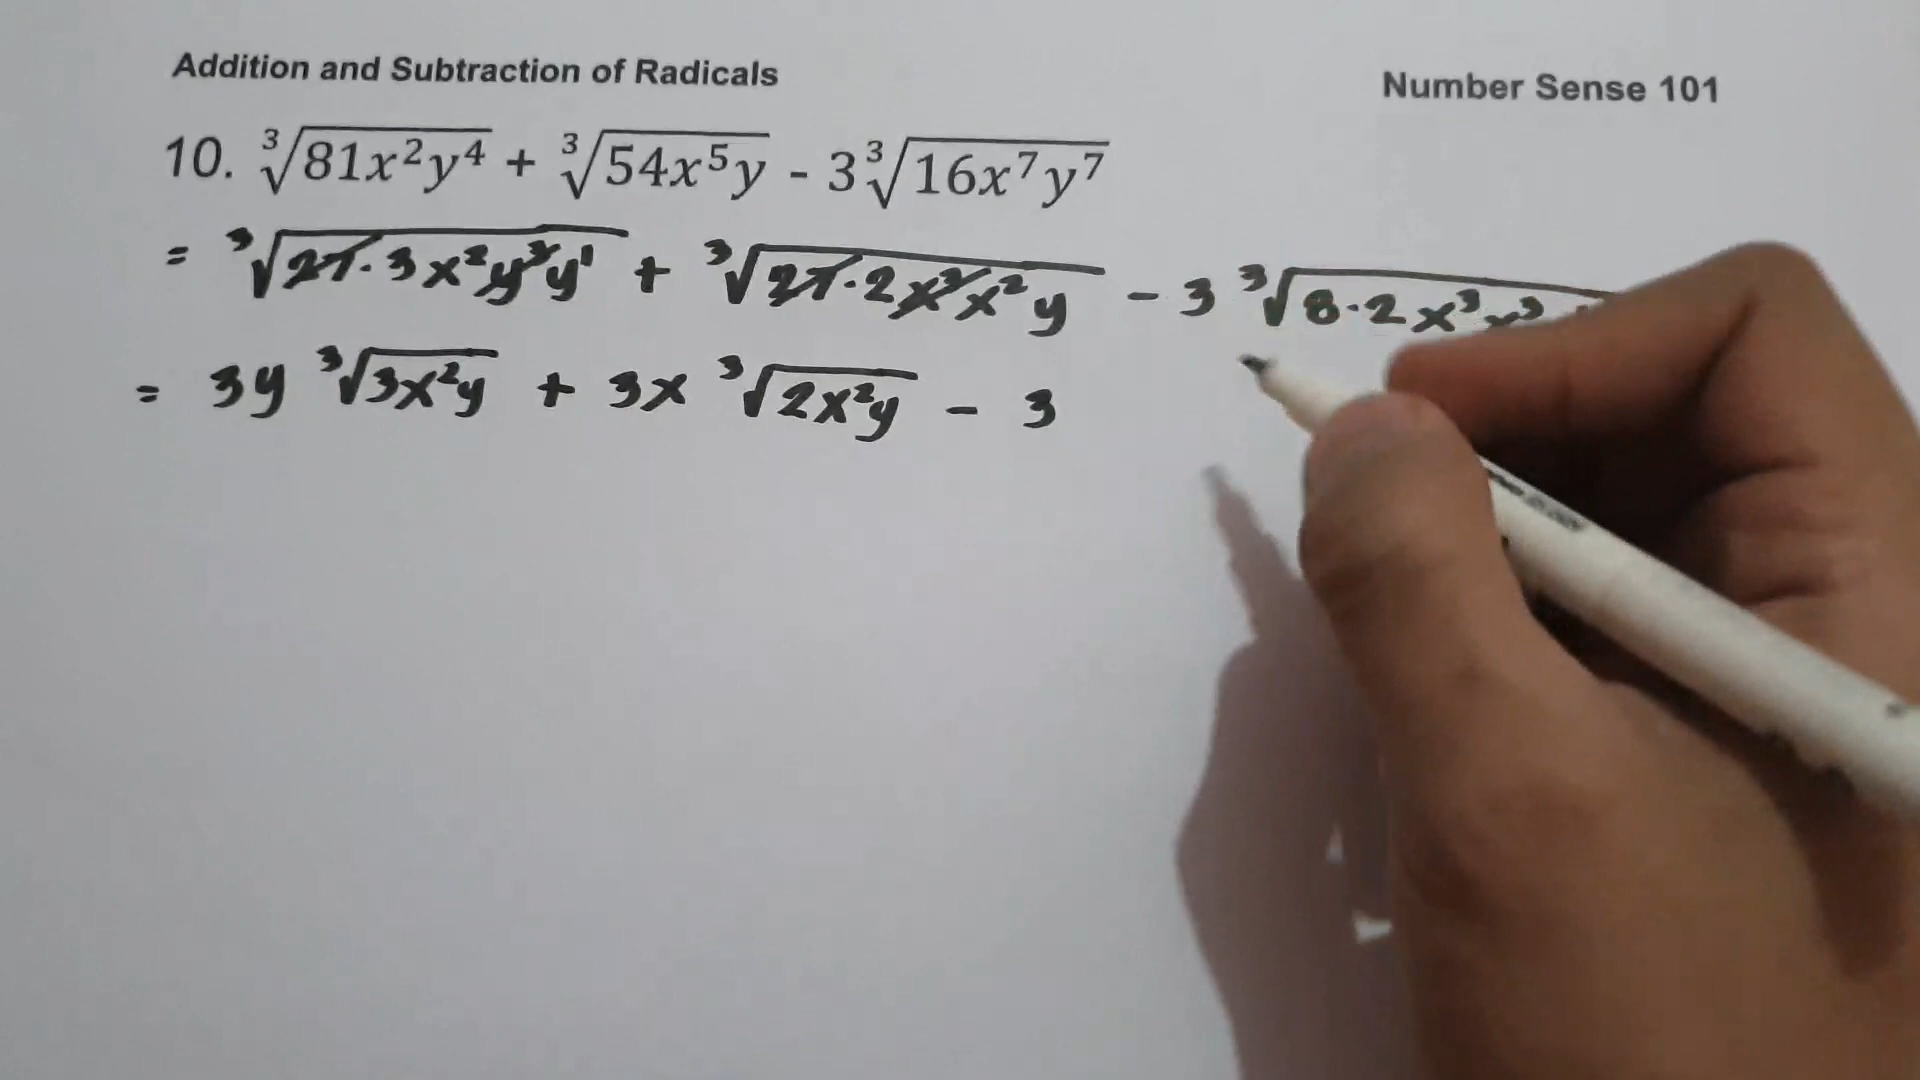 Addition and Subtraction of Radicals
Number Sense 101
10. ∛81x²y⁴ + ∛54x⁵y - 3∛16x⁷y⁷
= ∛27·3x²y³y¹ + ∛27·2x³x²y - 3∛8·2x³x³
= 3y ∛3x²y + 3x ∛2x²y - 3